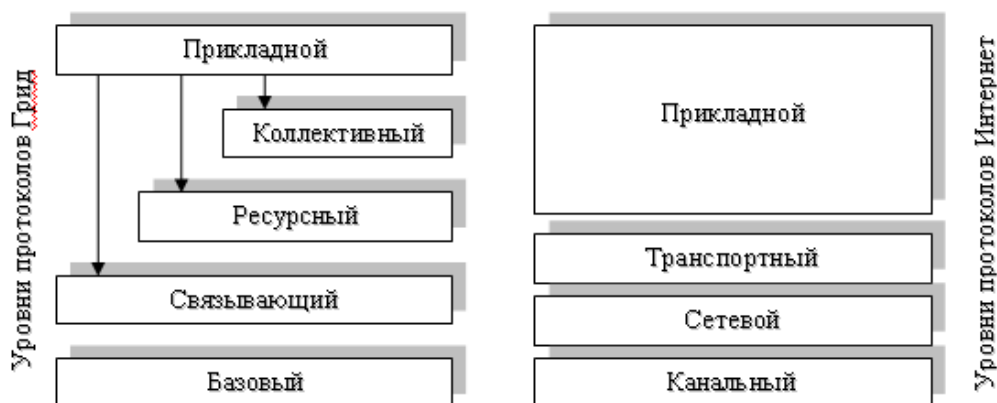 Уровни протоколов Грид
Прикладной
Коллективный
Ресурсный
Связывающий
Базовый
Прикладной
Транспортный
Сетевой
Канальный
Уровни протоколов Интернет